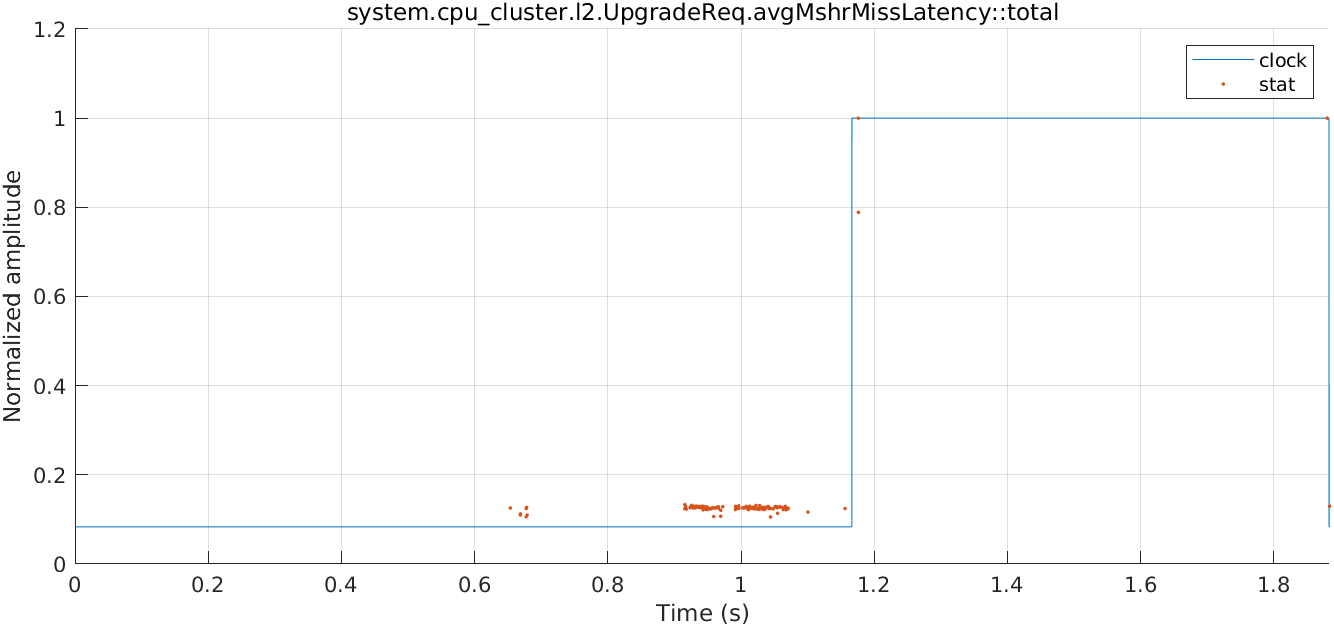 system.cpu_cluster.l2.UpgradeReq.avgMshrMissLatency::total
1.2
1
0.8
0.6
0.4
0.2
0
Normalized amplitude
clock
stat
0 0.2 0.4 0.6 0.8 1 1.2 1.4 1.6 1.8
Time (s)